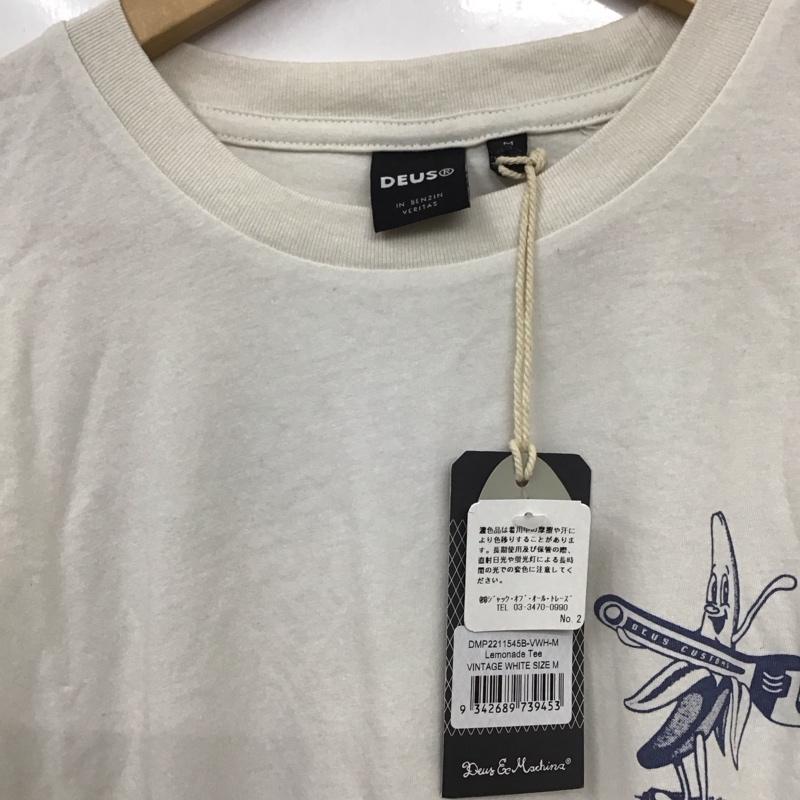 DEUS®
IN BENZIN
VERITAS
M
濃色品は着用中の摩擦や汗に
より色移りすることがありま
す。長期使用及び保管の際、
直射日光や蛍光灯による長時
間の光での変色に注意してく
ださい。
㈱ジャック・オブ・オール・トレーズ
TEL 03-3470-0990
No. 2
DMP2211545B-VWH-M
Lemonade Tee
VINTAGE WHITE SIZE M
9 342689 739453
Deus Ex Machina®
DEUS CUSTOMS